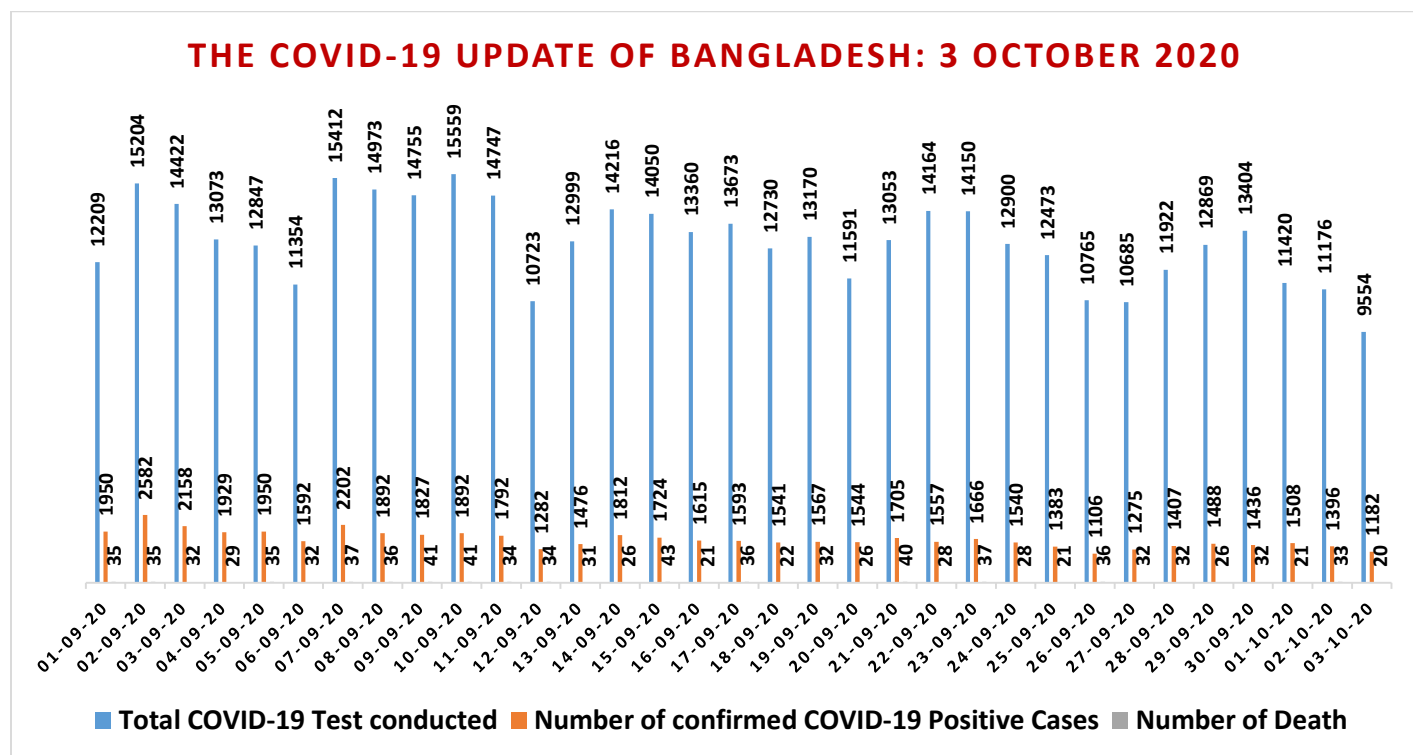 THE COVID-19 UPDATE OF BANGLADESH: 3 OCTOBER 2020
12209 15204 14422 13073 12847 11354 15412 14973 14755 15559 14747 10723 12999 14216 14050 13360 13673 12730 13170 11591 13053 14164 14150 12900 12473 10765 10685 11922 12869 13404 11420 11176 9554
1950 2582 2158 1929 1950 1592 2202 1892 1827 1892 1792 1282 1476 1812 1724 1615 1593 1541 1567 1544 1705 1557 1666 1540 1383 1106 1275 1407 1488 1436 1508 1396 1182
35 35 32 29 35 32 37 36 41 41 34 34 31 26 43 21 36 22 32 26 40 28 37 28 21 36 32 32 26 32 21 33 20
01-09-20 02-09-20 03-09-20 04-09-20 05-09-20 06-09-20 07-09-20 08-09-20 09-09-20 10-09-20 11-09-20 12-09-20 13-09-20 14-09-20 15-09-20 16-09-20 17-09-20 18-09-20 19-09-20 20-09-20 21-09-20 22-09-20 23-09-20 24-09-20 25-09-20 26-09-20 27-09-20 28-09-20 29-09-20 30-09-20 01-10-20 02-10-20 03-10-20
Total COVID-19 Test conducted Number of confirmed COVID-19 Positive Cases Number of Death